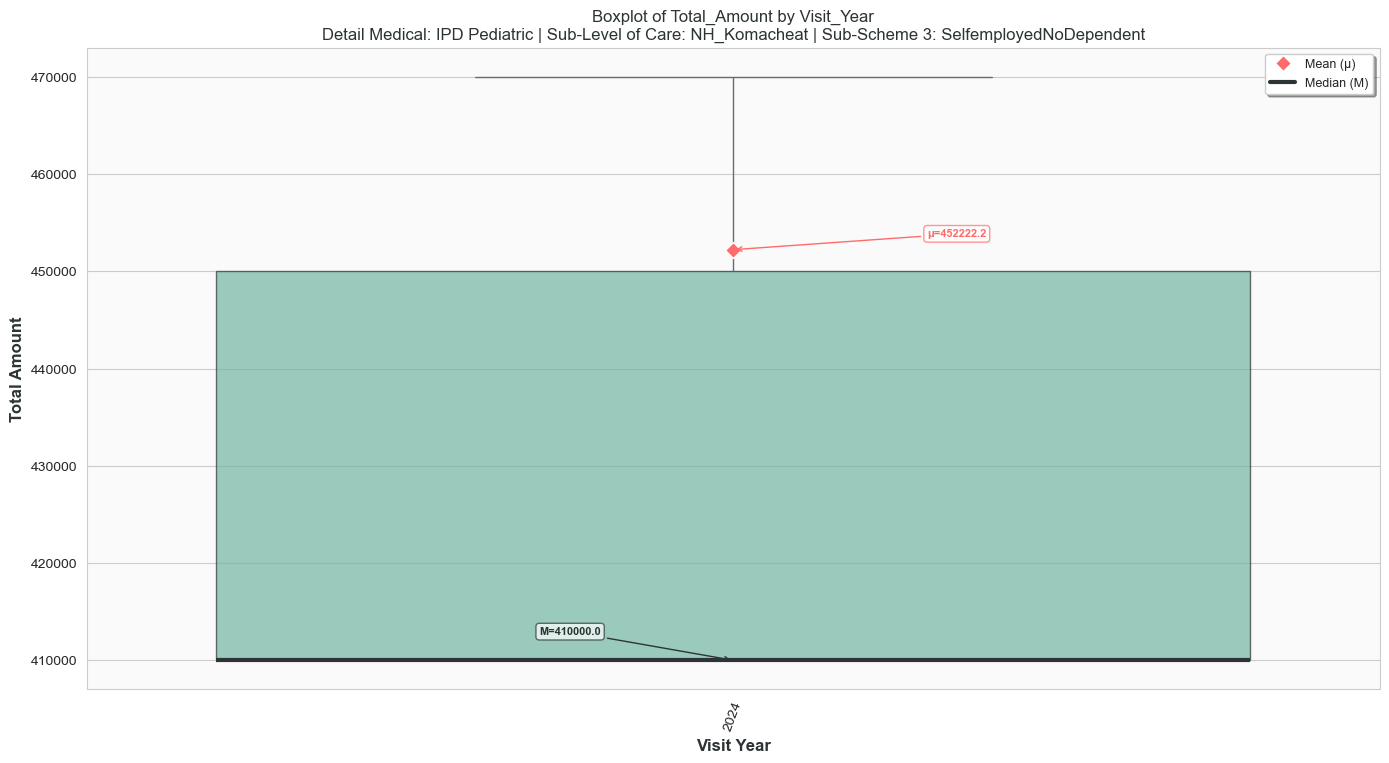 Boxplot of Total_Amount by Visit_Year
Detail Medical: IPD Pediatric | Sub-Level of Care: NH_Komacheat | Sub-Scheme 3: SelfemployedNoDependent
Mean (μ)
Median (M)
470000
460000
450000
440000
430000
420000
410000
Total Amount
μ=452222.2
M=410000.0
2024
Visit Year